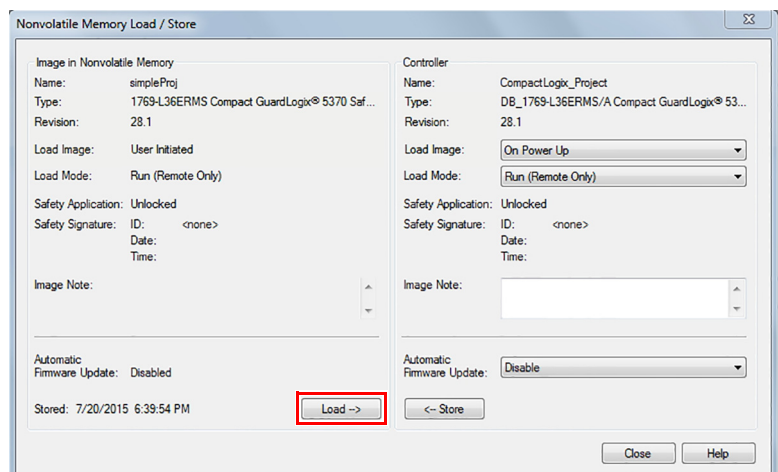 Nonvolatile Memory Load / Store
Image in Nonvolatile Memory
Name: simpleProj
Type: 1769-L36ERMS Compact GuardLogix® 5370 Saf...
Revision: 28.1
Load Image: User Initiated
Load Mode: Run (Remote Only)
Safety Application: Unlocked
Safety Signature: ID: <none>
Date:
Time:
Image Note:
Automatic
Firmware Update: Disabled
Stored: 7/20/2015 6:39:54 PM
Load -->
Controller
Name: CompactLogix_Project
Type: DB_1769-L36ERMS/A Compact GuardLogix® 53...
Revision: 28.1
Load Image: On Power Up
Load Mode: Run (Remote Only)
Safety Application: Unlocked
Safety Signature: ID: <none>
Date:
Time:
Image Note:
Automatic
Firmware Update: Disable
<-- Store
Close
Help